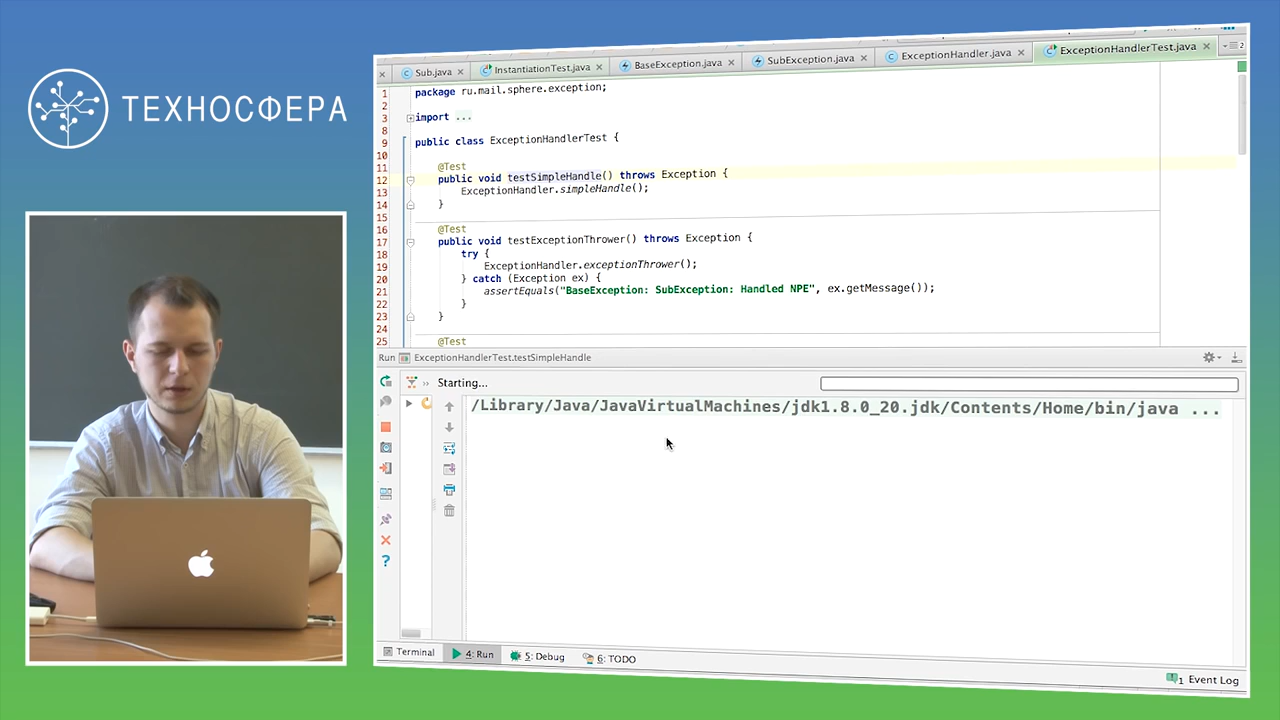 ТЕХНОСФЕРА
Sub.java
InstantiationTest.java
BaseException.java
SubException.java
ExceptionHandler.java
ExceptionHandlerTest.java
2
1 package ru.mail.sphere.exception;
2
3 import ...
8
9 public class ExceptionHandlerTest {
10
11 @Test
12 public void testSimpleHandle() throws Exception {
13 ExceptionHandler.simpleHandle();
14 }
15
16 @Test
17 public void testExceptionThrower() throws Exception {
18 try {
19 ExceptionHandler.exceptionThrower();
20 } catch (Exception ex) {
21 assertEquals("BaseException: SubException: Handled NPE", ex.getMessage());
22 }
23 }
24
25 @Test
Run ExceptionHandlerTest.testSimpleHandle
Starting...
/Library/Java/JavaVirtualMachines/jdk1.8.0_20.jdk/Contents/Home/bin/java ...
Terminal
4: Run
5: Debug
6: TODO
1 Event Log